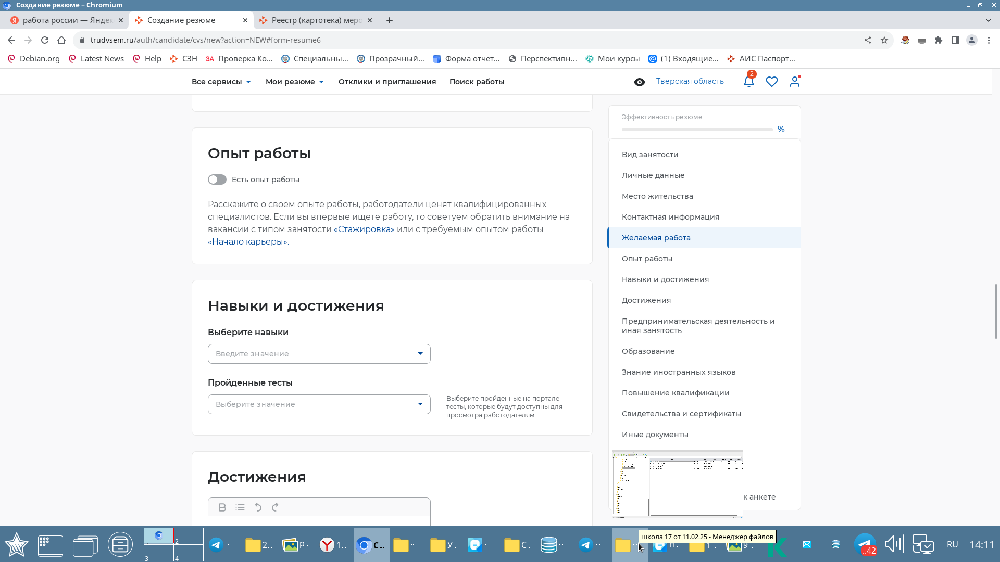 Создание резюме – Chromium
работа россии — Яндек
Создание резюме
Реестр (картотека) меро
trudvsem.ru/auth/candidate/cvs/new?action=NEW#form-resume6
Debian.org
Latest News
Help
СЗН
ЗА Проверка Ко...
Специальны...
Прозрачный...
Форма отчет...
Перспективн...
Мои курсы
(1) Входящие...
АИС Паспорт...
Все сервисы
Мои резюме
Отклики и приглашения
Поиск работы
Тверская область
2
Опыт работы
Есть опыт работы
Расскажите о своём опыте работы, работодатели ценят квалифицированных
специалистов. Если вы впервые ищете работу, то советуем обратить внимание на
вакансии с типом занятости «Стажировка» или с требуемым опытом работы
«Начало карьеры».
Навыки и достижения
Выберите навыки
Введите значение
Пройденные тесты
Выберите значение
Выберите пройденные на портале
тесты, которые будут доступны для
просмотра работодателям.
Достижения
B
Эффективность резюме
%
Вид занятости
Личные данные
Место жительства
Контактная информация
Желаемая работа
Опыт работы
Навыки и достижения
Достижения
Предпринимательская деятельность и
иная занятость
Образование
Знание иностранных языков
Повышение квалификации
Свидетельства и сертификаты
Иные документы
к анкете
школа 17 от 11.02.25 - Менеджер файлов
2
3
4
2...
р...
1...
С...
У...
С...
..42
RU
14:11